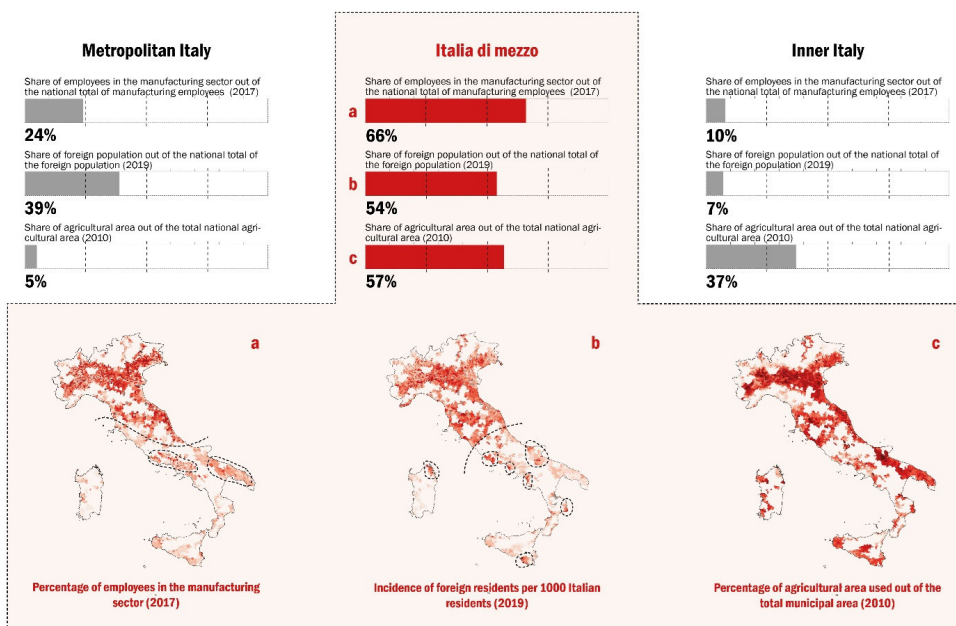 Metropolitan Italy
Share of employees in the manufacturing sector out of
the national total of manufacturing employees (2017)
24%
Share of foreign population out of the national total of
the foreign population (2019)
39%
Share of agricultural area out of the total national agri-
cultural area (2010)
5%
Italia di mezzo
Share of employees in the manufacturing sector out of
the national total of manufacturing employees (2017)
a
66%
Share of foreign population out of the national total of
the foreign population (2019)
b
54%
Share of agricultural area out of the total national agri-
cultural area (2010)
c
57%
Inner Italy
Share of employees in the manufacturing sector out of
the national total of manufacturing employees (2017)
10%
Share of foreign population out of the national total of
the foreign population (2019)
7%
Share of agricultural area out of the total national agri-
cultural area (2010)
37%
a
Percentage of employees in the manufacturing
sector (2017)
b
Incidence of foreign residents per 1000 Italian
residents (2019)
c
Percentage of agricultural area used out of the
total municipal area (2010)